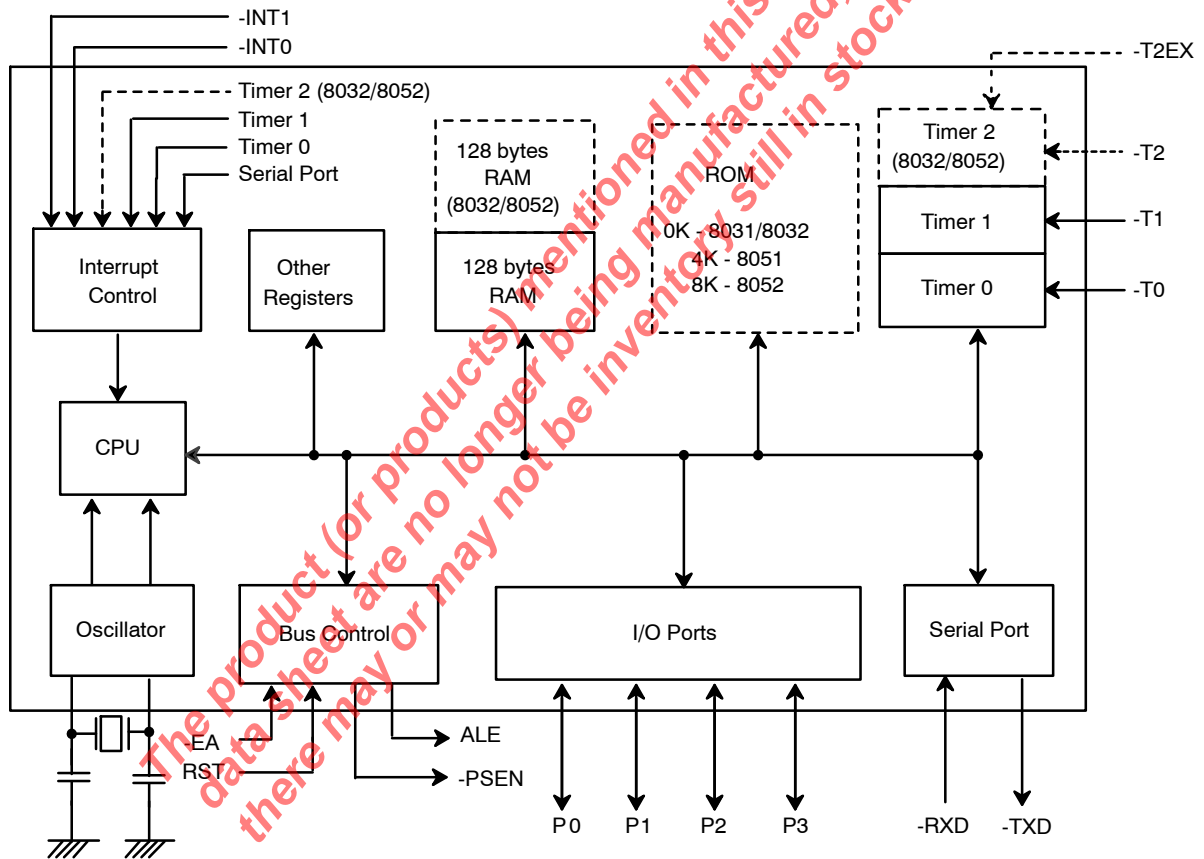 -INT1
-INT0
-T2EX
Timer 2 (8032/8052)
Timer 1
Timer 0
Serial Port
128 bytes
RAM
(8032/8052)
128 bytes
RAM
ROM
0K - 8031/8032
4K - 8051
8K - 8052
Timer 2
(8032/8052)
Timer 1
Timer 0
-T2
-T1
-T0
Interrupt
Control
Other
Registers
CPU
Oscillator
Bus Control
I/O Ports
Serial Port
-EA
RST
ALE
-PSEN
P0
P1
P2
P3
-RXD
-TXD
The product (or products) mentioned in this
data sheet are no longer being manufactured,
there may or may not be inventory still in stock